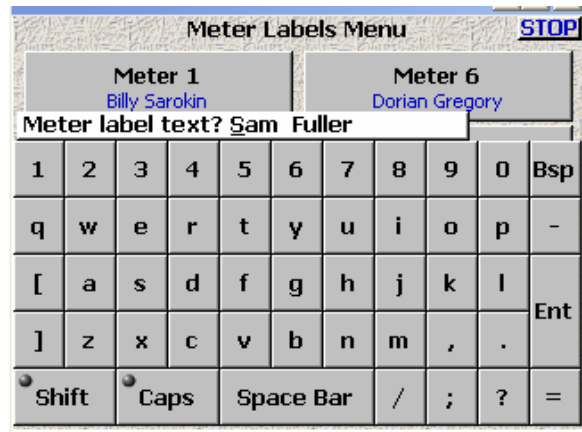 Meter Labels Menu STOP
Meter 1 Meter 6
Billy Sarokin Dorian Gregory
Meter label text? Sam Fuller
1 2 3 4 5 6 7 8 9 0 Bsp
q w e r t y u i o p -
[ a s d f g h j k l Ent
] z x c v b n m , .
Shift Caps Space Bar / ; ? =